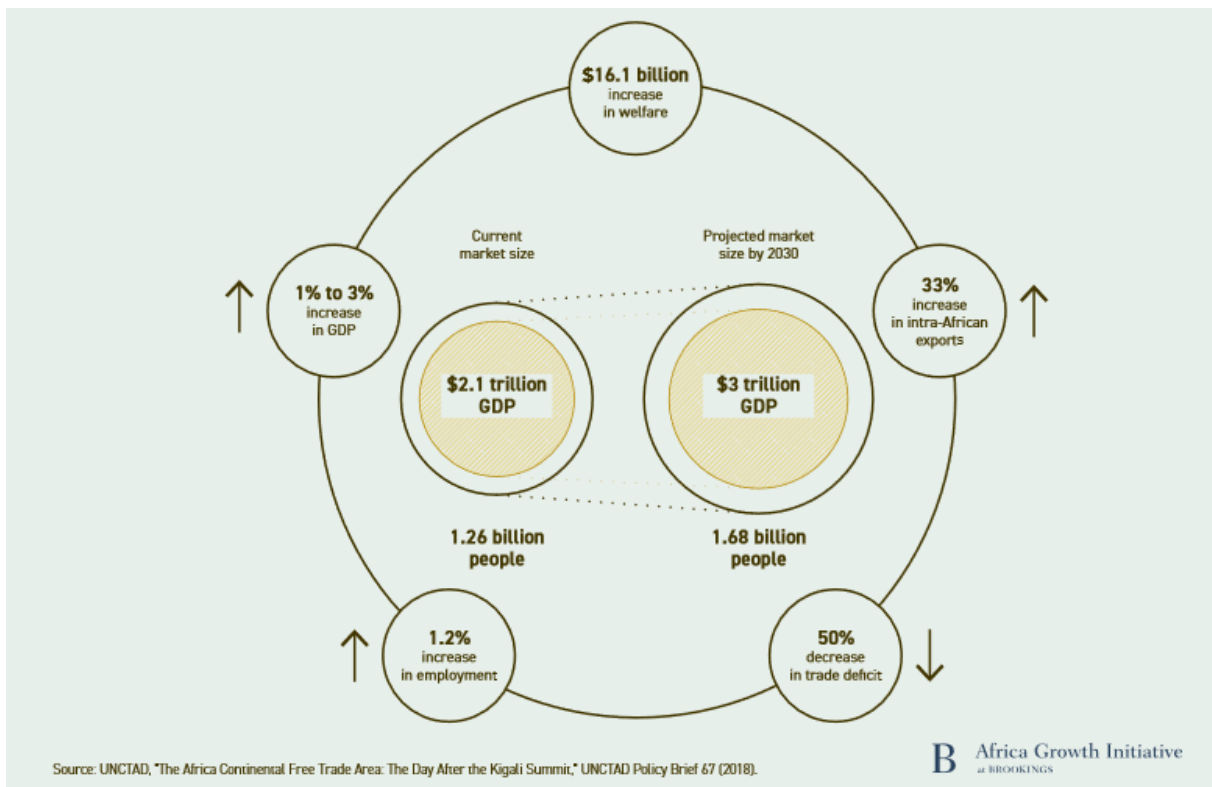 $16.1 billion
increase
in welfare
Current
market size
Projected market
size by 2030
1% to 3%
increase
in GDP
33%
increase
in intra-African
exports
$2.1 trillion
GDP
$3 trillion
GDP
1.26 billion
people
1.68 billion
people
1.2%
increase
in employment
50%
decrease
in trade deficit
Source: UNCTAD, "The Africa Continental Free Trade Area: The Day After the Kigali Summit," UNCTAD Policy Brief 67 (2018).
B
Africa Growth Initiative
at BROOKINGS